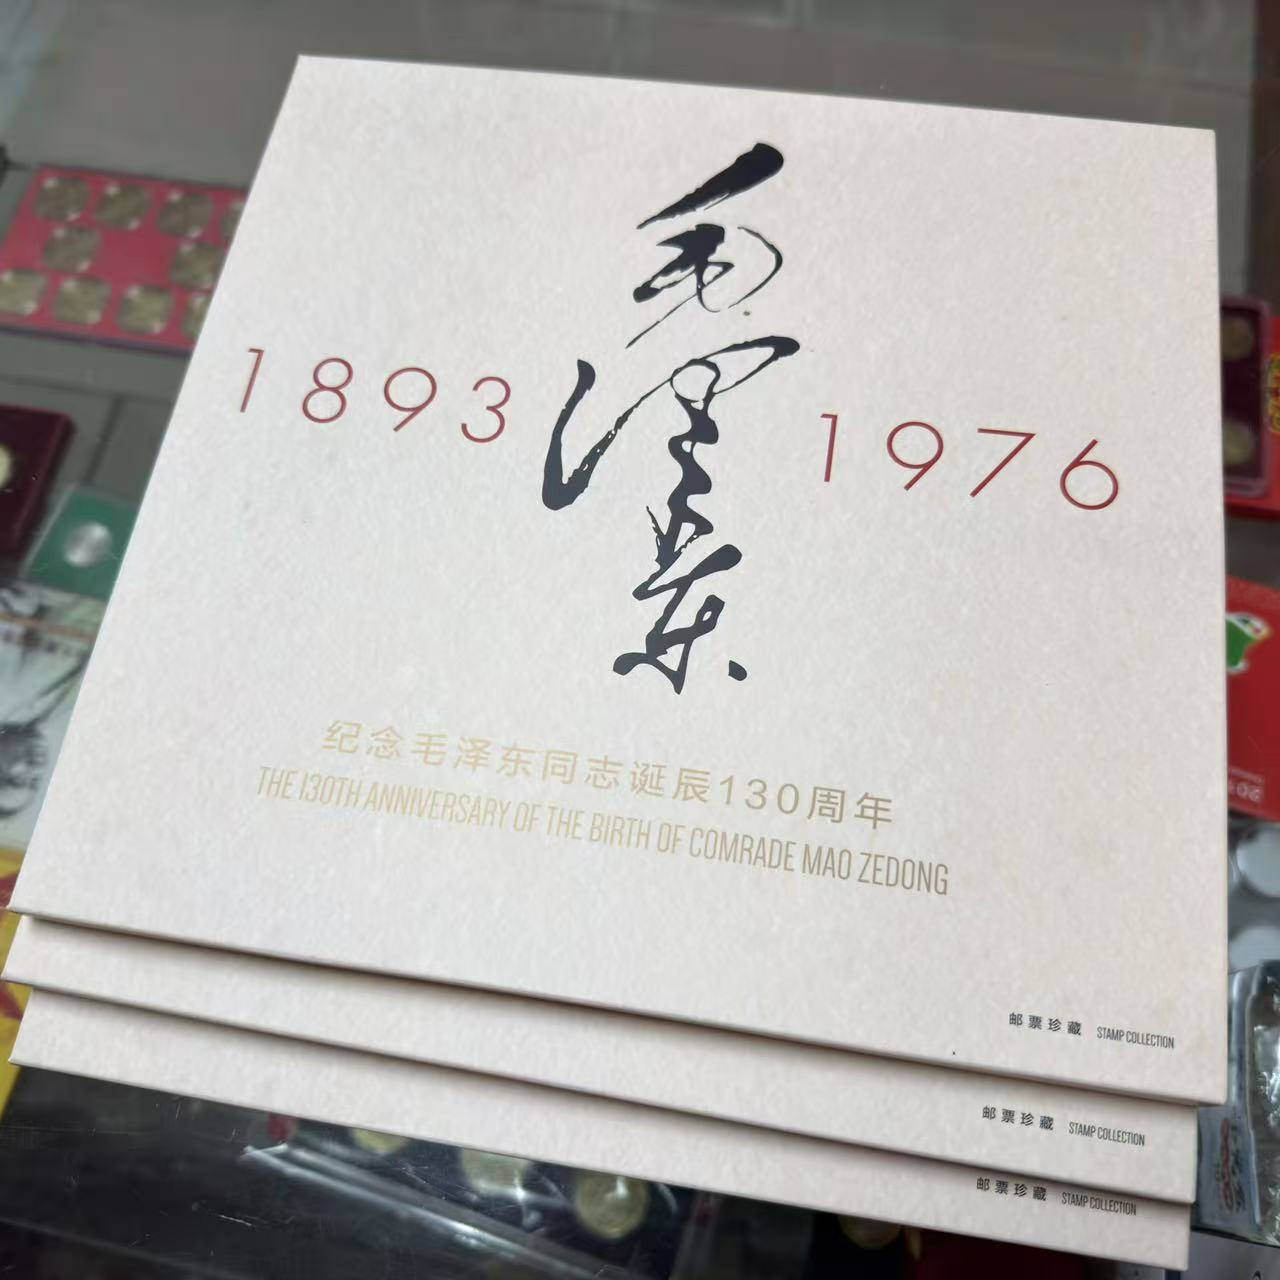 毛泽东
1893 1976
纪念毛泽东同志诞辰130周年
THE 130TH ANNIVERSARY OF THE BIRTH OF COMRADE MAO ZEDONG
邮票珍藏 STAMP COLLECTION
邮票珍藏 STAMP COLLECTION
邮票珍藏 STAMP COLLECTION